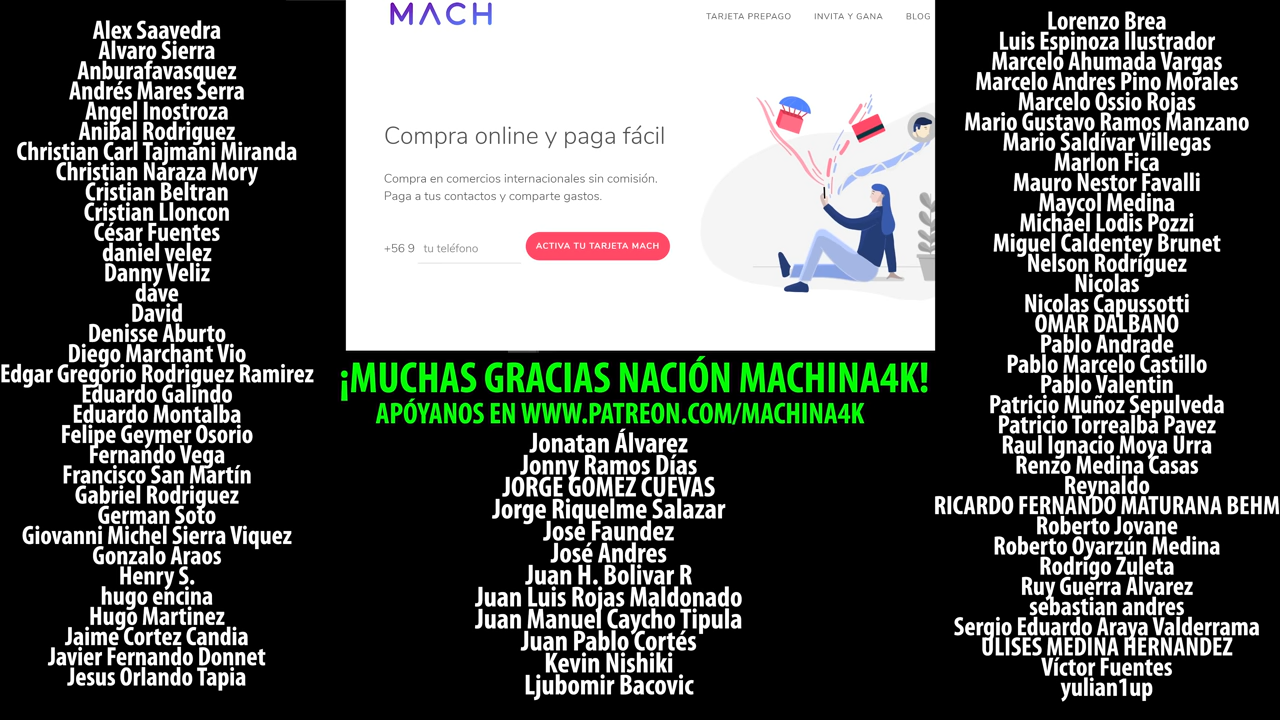 Alex Saavedra
Alvaro Sierra
Anburafavasquez
Andrés Mares Serra
Angel Inostroza
Anibal Rodriguez
Christian Carl Tajmani Miranda
Christian Naraza Mory
Cristian Beltran
Cristian Lloncon
César Fuentes
daniel velez
Danny Veliz
dave
David
Denisse Aburto
Diego Marchant Vio
Edgar Gregorio Rodriguez Ramirez
Eduardo Galindo
Eduardo Montalba
Felipe Geymer Osorio
Fernando Vega
Francisco San Martín
Gabriel Rodriguez
German Soto
Giovanni Michel Sierra Viquez
Gonzalo Araos
Henry S.
hugo encina
Hugo Martinez
Jaime Cortez Candia
Javier Fernando Donnet
Jesus Orlando Tapia
MACH
TARJETA PREPAGO INVITA Y GANA BLOG
Compra online y paga fácil
Compra en comercios internacionales sin comisión.
Paga a tus contactos y comparte gastos.
+56 9 tu teléfono ACTIVA TU TARJETA MACH
¡MUCHAS GRACIAS NACIÓN MACHINA4K!
APÓYANOS EN WWW.PATREON.COM/MACHINA4K
Jonatan Álvarez
Jonny Ramos Días
JORGE GOMEZ CUEVAS
Jorge Riquelme Salazar
José Faundez
José Andres
Juan H. Bolivar R
Juan Luis Rojas Maldonado
Juan Manuel Caycho Tipula
Juan Pablo Cortés
Kevin Nishiki
Ljubomir Bacovic
Lorenzo Brea
Luis Espinoza Ilustrador
Marcelo Ahumada Vargas
Marcelo Andres Pino Morales
Marcelo Ossio Rojas
Mario Gustavo Ramos Manzano
Mario Saldivar Villegas
Marlon Fica
Mauro Nestor Favalli
Maycol Medina
Michael Lodis Pozzi
Miguel Caldentey Brunet
Nelson Rodríguez
Nicolas
Nicolas Capussotti
OMAR DALBANO
Pablo Andrade
Pablo Marcelo Castillo
Pablo Valentin
Patricio Muñoz Sepulveda
Patricio Torrealba Pavez
Raul Ignacio Moya Urra
Renzo Medina Casas
Reynaldo
RICARDO FERNANDO MATURANA BEHM
Roberto Jovane
Roberto Oyarzún Medina
Rodrigo Zuleta
Ruy Guerra Alvarez
sebastian andres
Sergio Eduardo Araya Valderrama
ULISES MEDINA HERNANDEZ
Víctor Fuentes
yulian1up